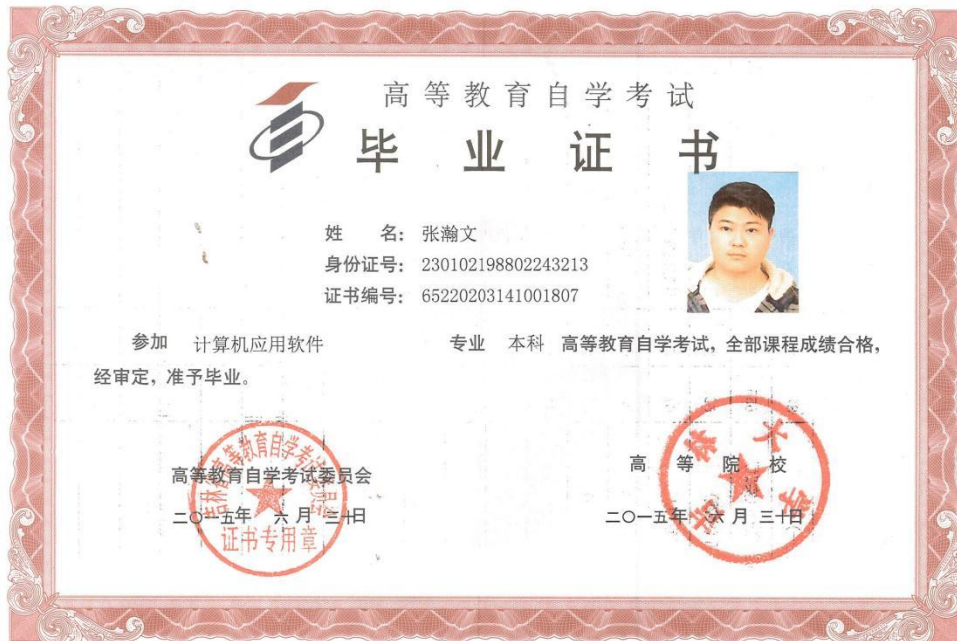 高等教育自学考试
毕业证书
姓 名: 张瀚文
身份证号: 230102198802243213
证书编号: 65220203141001807
参加 计算机应用软件 专业 本科 高等教育自学考试，全部课程成绩合格，
经审定，准予毕业。
高等教育自学考试委员会
二〇一五年 六月 三十日
证书专用章
高等院校
二〇一五年 六月 三十日
吉林大学